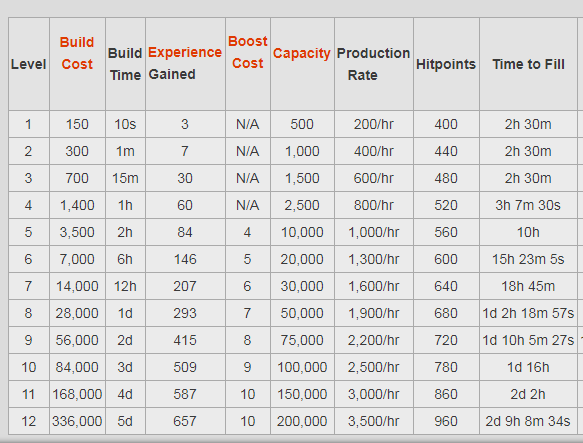 Level Build Cost Build Time Experience Gained Boost Cost Capacity Production Rate Hitpoints Time to Fill
1 150 10s 3 N/A 500 200/hr 400 2h 30m
2 300 1m 7 N/A 1,000 400/hr 440 2h 30m
3 700 15m 30 N/A 1,500 600/hr 480 2h 30m
4 1,400 1h 60 N/A 2,500 800/hr 520 3h 7m 30s
5 3,500 2h 84 4 10,000 1,000/hr 560 10h
6 7,000 6h 146 5 20,000 1,300/hr 600 15h 23m 5s
7 14,000 12h 207 6 30,000 1,600/hr 640 18h 45m
8 28,000 1d 293 7 50,000 1,900/hr 680 1d 2h 18m 57s
9 56,000 2d 415 8 75,000 2,200/hr 720 1d 10h 5m 27s
10 84,000 3d 509 9 100,000 2,500/hr 780 1d 16h
11 168,000 4d 587 10 150,000 3,000/hr 860 2d 2h
12 336,000 5d 657 10 200,000 3,500/hr 960 2d 9h 8m 34s